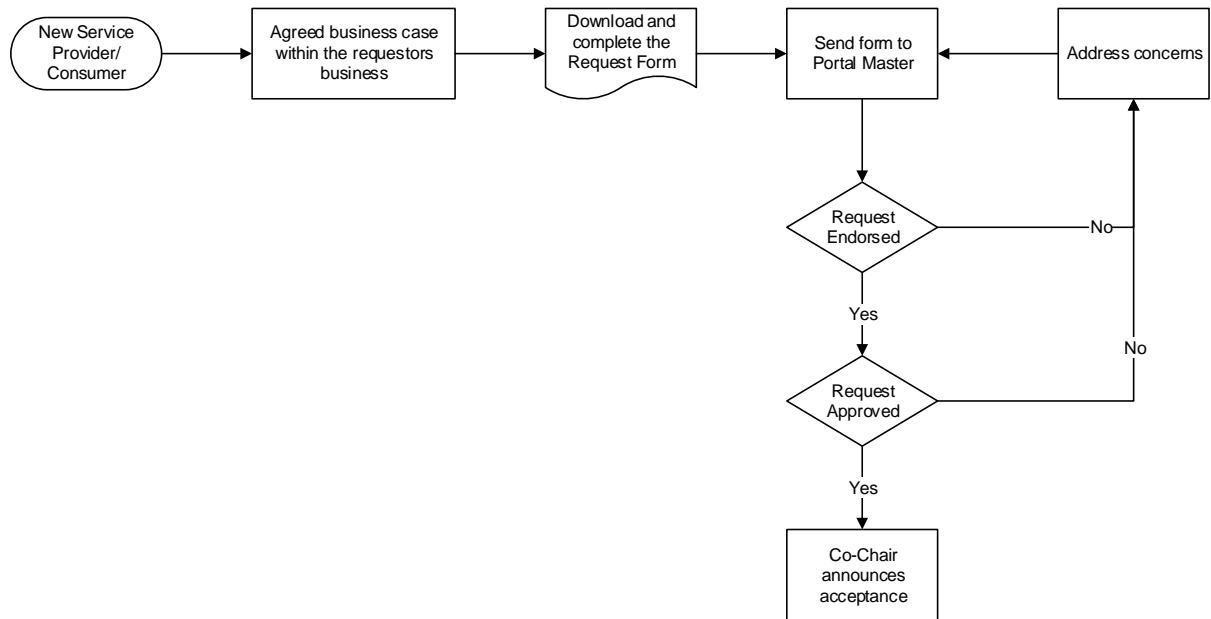 New Service
Provider/
Consumer
Agreed business case
within the requestors
business
Download and
complete the
Request Form
Send form to
Portal Master
Address concerns
Request
Endorsed
No
Yes
Request
Approved
No
Yes
Co-Chair
announces
acceptance